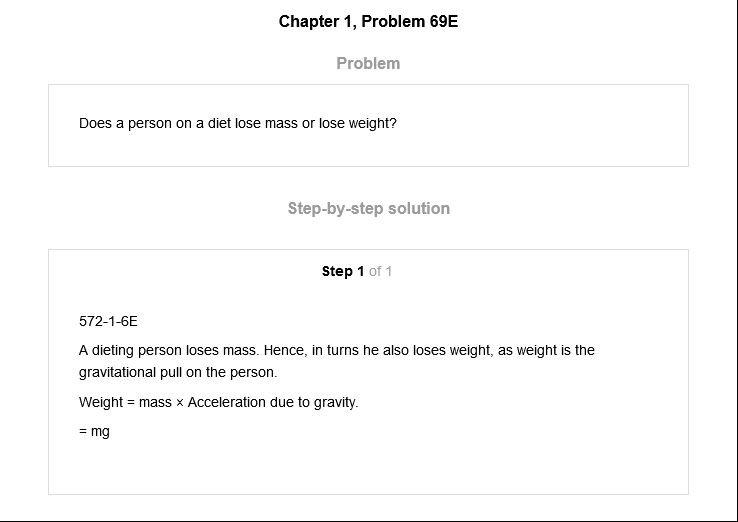 Chapter 1, Problem 69E
Problem
Does a person on a diet lose mass or lose weight?
Step-by-step solution
Step 1 of 1
572-1-6E
A dieting person loses mass. Hence, in turns he also loses weight, as weight is the
gravitational pull on the person.
Weight = mass × Acceleration due to gravity.
= mg